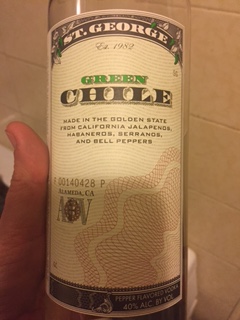 ST. GEORGE
Est. 1982
GREEN
CHILE
MADE IN THE GOLDEN STATE
FROM CALIFORNIA JALAPENOS,
HABANEROS, SERRANOS,
AND BELL PEPPERS
F 00140428 P
ALAMEDA, CA
PEPPER FLAVORED VODKA
40% ALC. BY VOL.